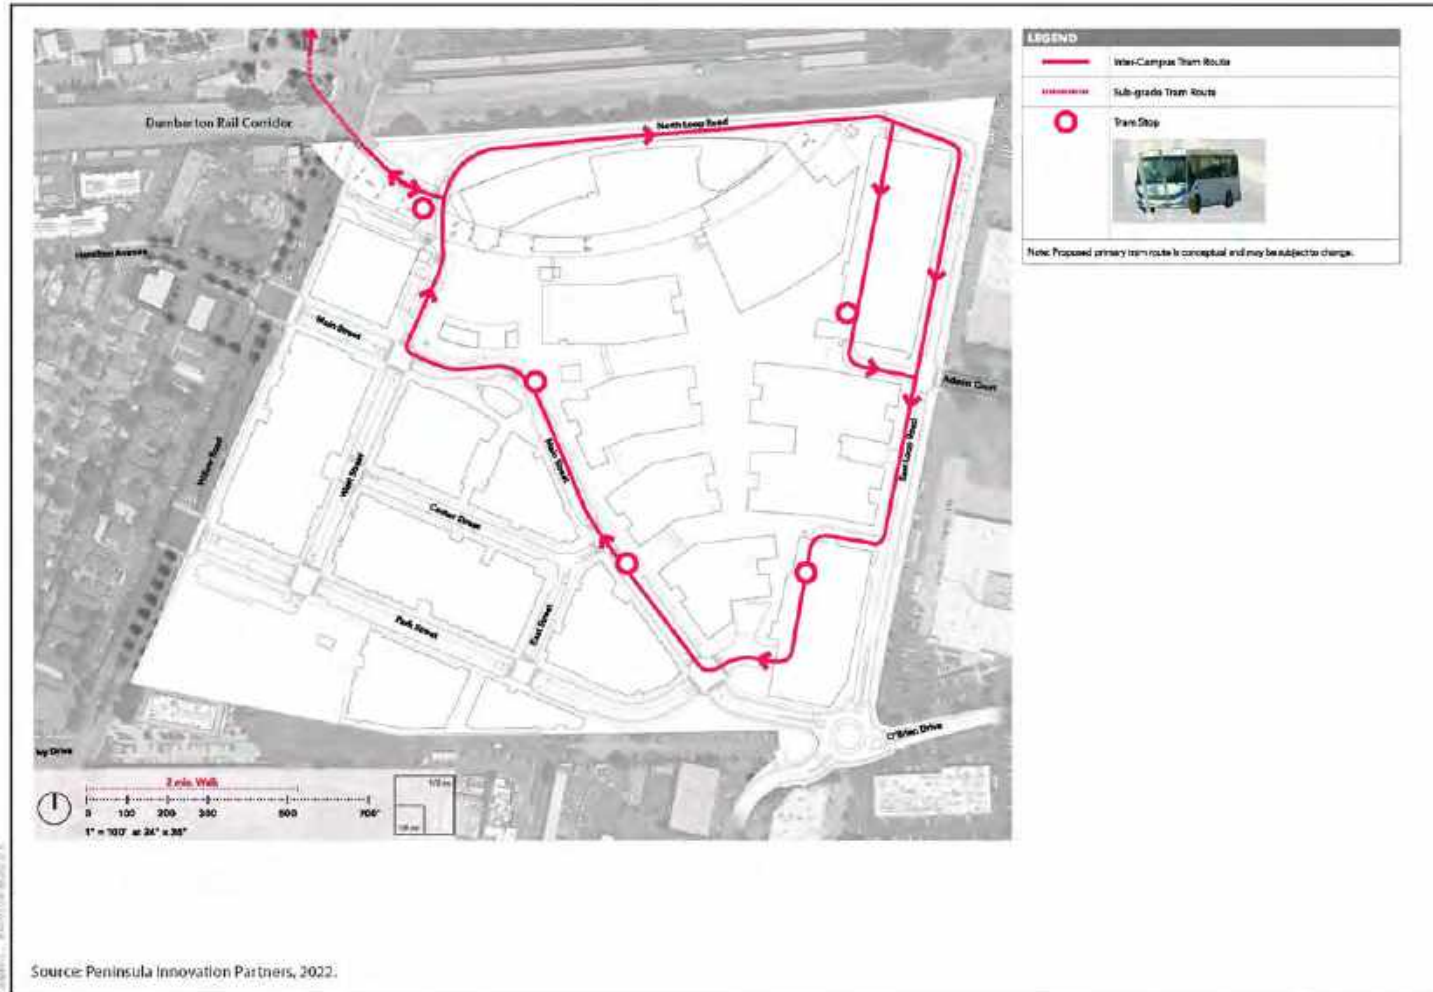 LEGEND
Inter-Campus Tram Route
Sub-grade Tram Route
Tram Stop
Note: Proposed primary tram route is conceptual and may be subject to change.
Dumbarton Rail Corridor
North Loop Road
Hamilton Avenue
Main Street
Adams Court
Willow Road
West Street
Main Street
East Loop Road
Center Street
Park Street
East Street
O'Brien Drive
Ivy Drive
2 min. Walk
0 100 200 300 500 700'
1" = 100' at 24" x 36"
Source: Peninsula Innovation Partners, 2022.